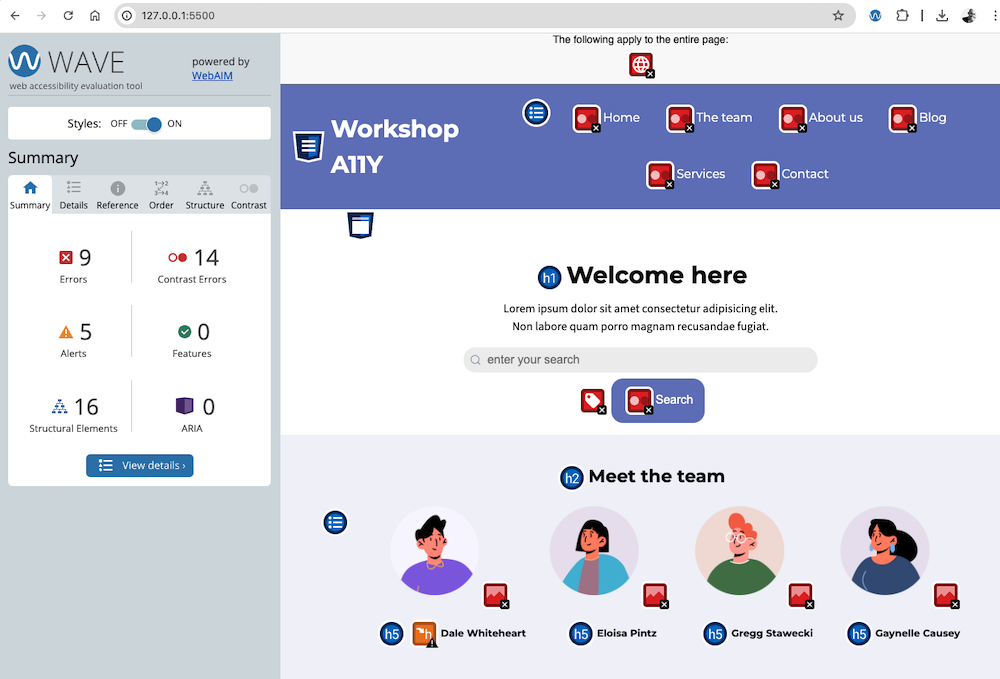 127.0.0.1:5500
WAVE
web accessibility evaluation tool
powered by
WebAIM
Styles: OFF ON
Summary
Summary Details Reference Order Structure Contrast
9
Errors
14
Contrast Errors
5
Alerts
0
Features
16
Structural Elements
0
ARIA
View details ›
The following apply to the entire page:
Workshop
A11Y
Home The team About us Blog
Services Contact
h1 Welcome here
Lorem ipsum dolor sit amet consectetur adipisicing elit.
Non labore quam porro magnam recusandae fugiat.
enter your search
Search
h2 Meet the team
h5 h Dale Whiteheart h5 Eloisa Pintz h5 Gregg Stawecki h5 Gaynelle Causey